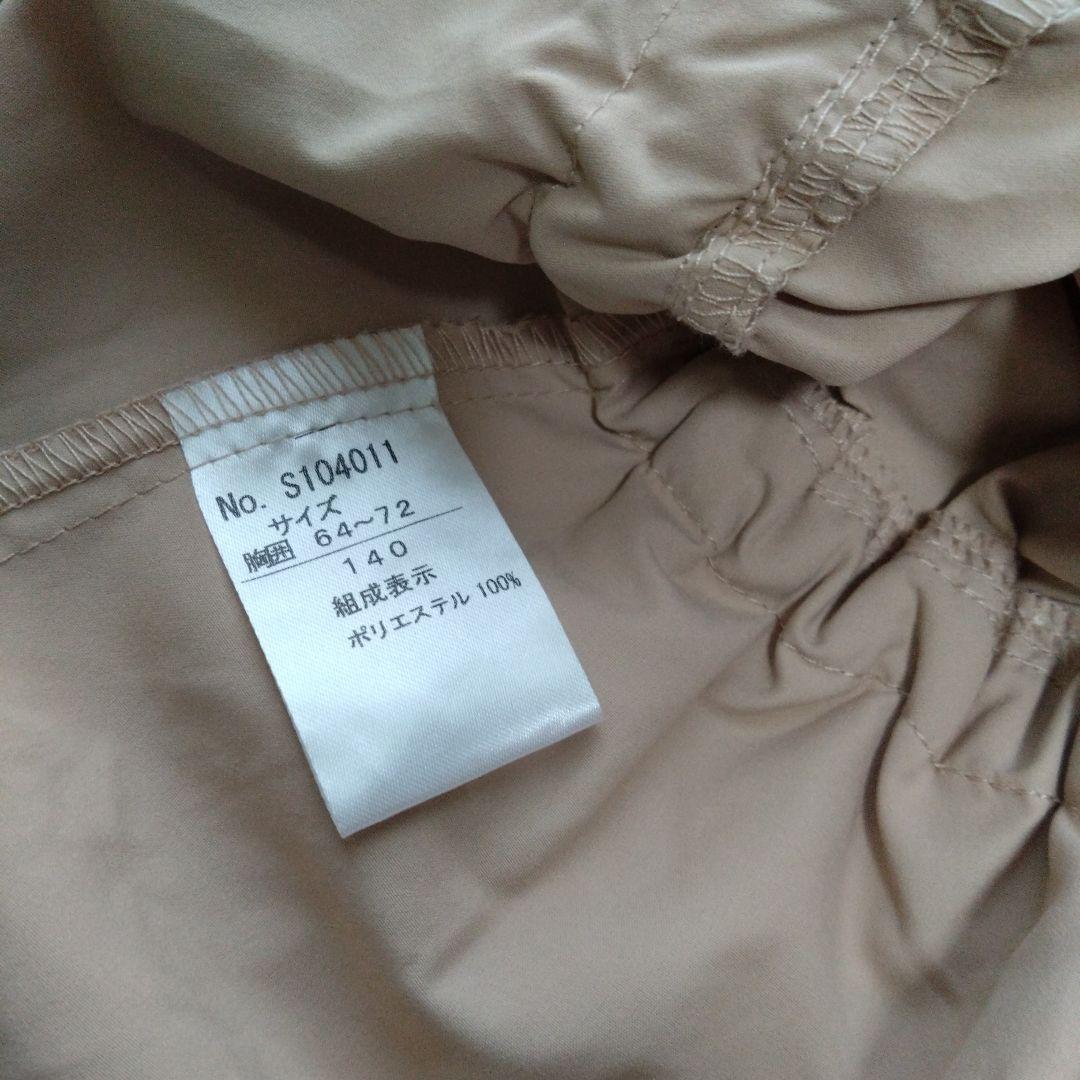 No. S104011
サイズ
胸囲 64～72
140
組成表示
ポリエステル 100%